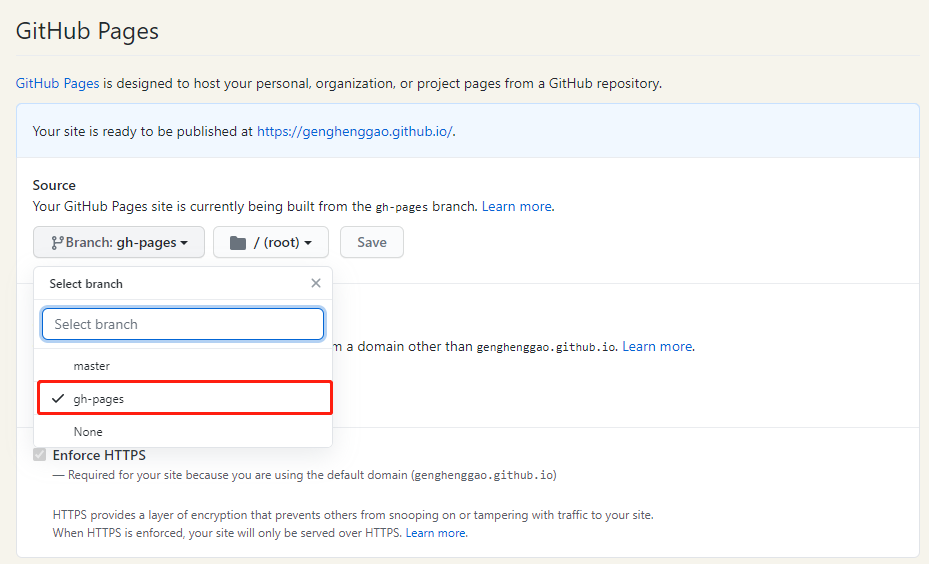 GitHub Pages
GitHub Pages is designed to host your personal, organization, or project pages from a GitHub repository.
Your site is ready to be published at https://genghenggao.github.io/.
Source
Your GitHub Pages site is currently being built from the gh-pages branch. Learn more.
Branch: gh-pages / (root) Save
Select branch
Select branch
m a domain other than genghenggao.github.io. Learn more.
master
gh-pages
None
Enforce HTTPS
— Required for your site because you are using the default domain (genghenggao.github.io)
HTTPS provides a layer of encryption that prevents others from snooping on or tampering with traffic to your site.
When HTTPS is enforced, your site will only be served over HTTPS. Learn more.